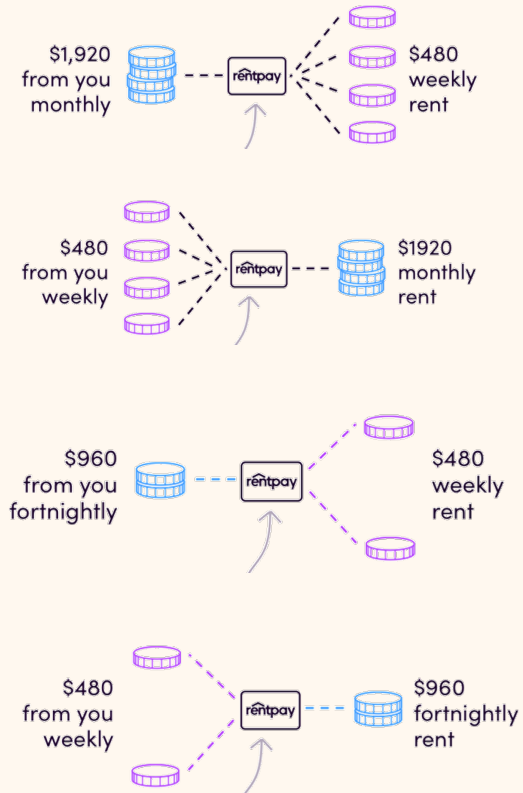 $1,920
from you
monthly
rentpay
$480
weekly
rent
$480
from you
weekly
rentpay
$1920
monthly
rent
$960
from you
fortnightly
rentpay
$480
weekly
rent
$480
from you
weekly
rentpay
$960
fortnightly
rent